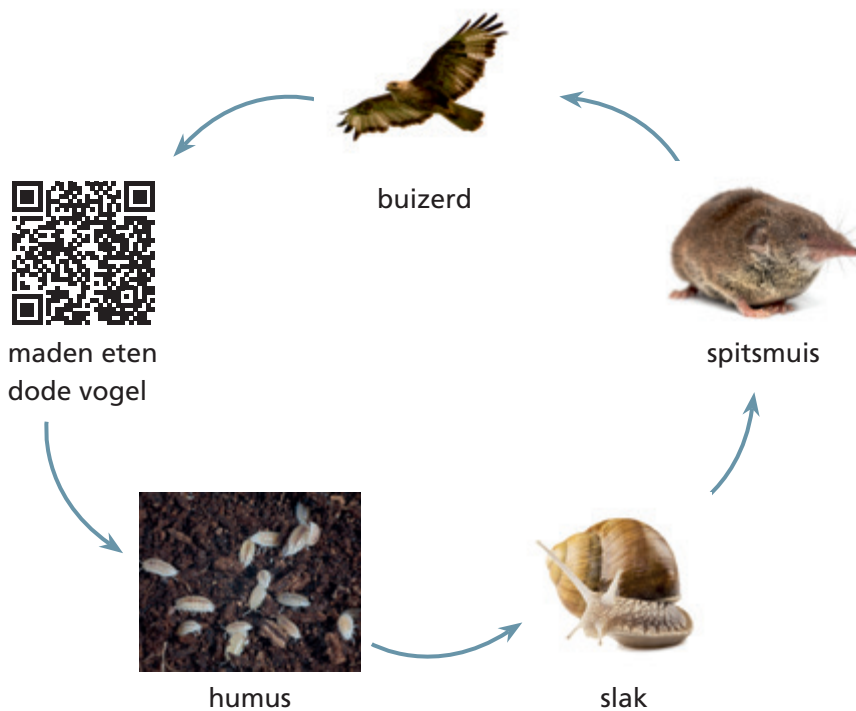 buizerd
maden eten
dode vogel
spitsmuis
humus
slak